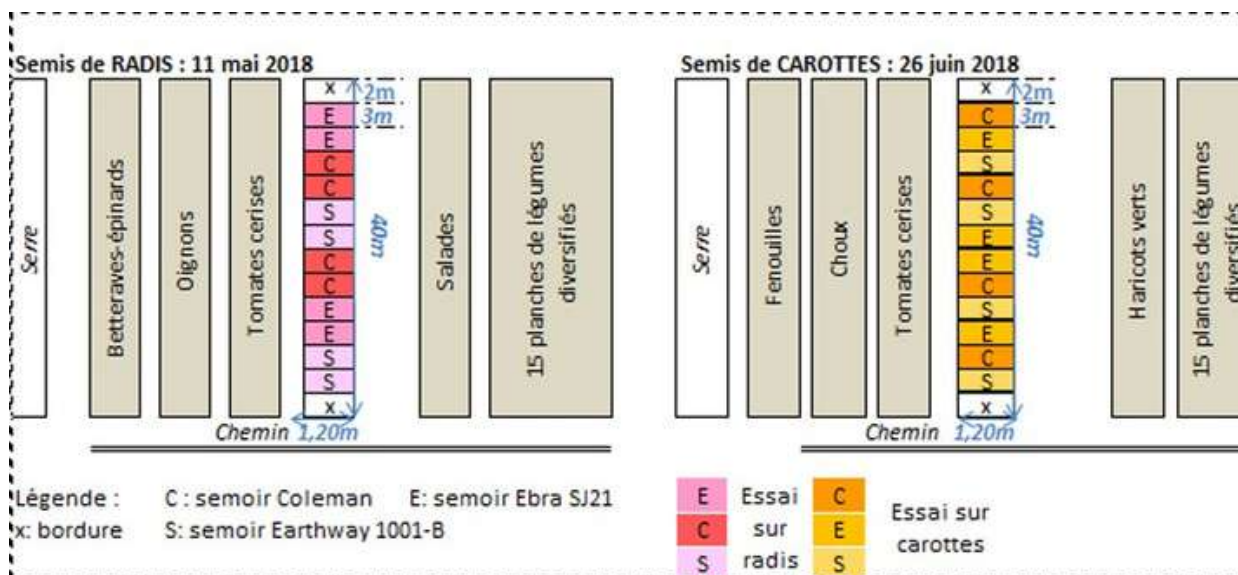 Semis de RADIS : 11 mai 2018
x
2m
E
3m
E
C
C
S
S
C
C
E
E
S
S
x
40m
Serre
Betteraves-épinards
Oignons
Tomates cerises
Salades
15 planches de légumes
diversifiés
Chemin 1,20m
Semis de CAROTTES : 26 juin 2018
x
2m
C
3m
E
S
C
S
E
E
C
S
E
C
S
x
40m
Serre
Fenouilles
Choux
Tomates cerises
Haricots verts
15 planches de légumes
diversifiés
Chemin 1,20m
Légende : C : semoir Coleman E: semoir Ebra SJ21
x: bordure S: semoir Earthway 1001-B
E Essai C
C sur E
S radis S
Essai sur
carottes